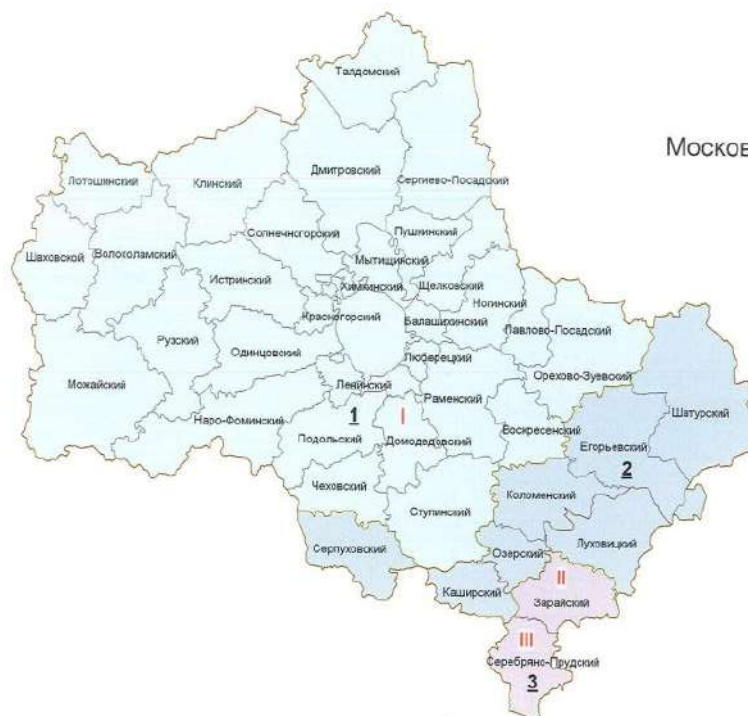 Талдомский
Москов
Дмитровский
Лотошинский
Клинский
Сергиево-Посадский
Солнечногорский
Пушкинский
Шаховской
Волоколамский
Мытищинский
Истринский
Химкинский
Щелковский
Ногинский
Красногорский
Балашихинский
Павлово-Посадский
Рузский
Одинцовский
Люберецкий
Можайский
Орехово-Зуевский
Ленинский
Раменский
Шатурский
1
I
Наро-Фоминский
Воскресенский
Подольский
Домодедовский
Егорьевский
2
Чеховский
Коломенский
Ступинский
Серпуховский
Озерский
Луховицкий
II
Каширский
Зарайский
III
Серебряно-Прудский
3